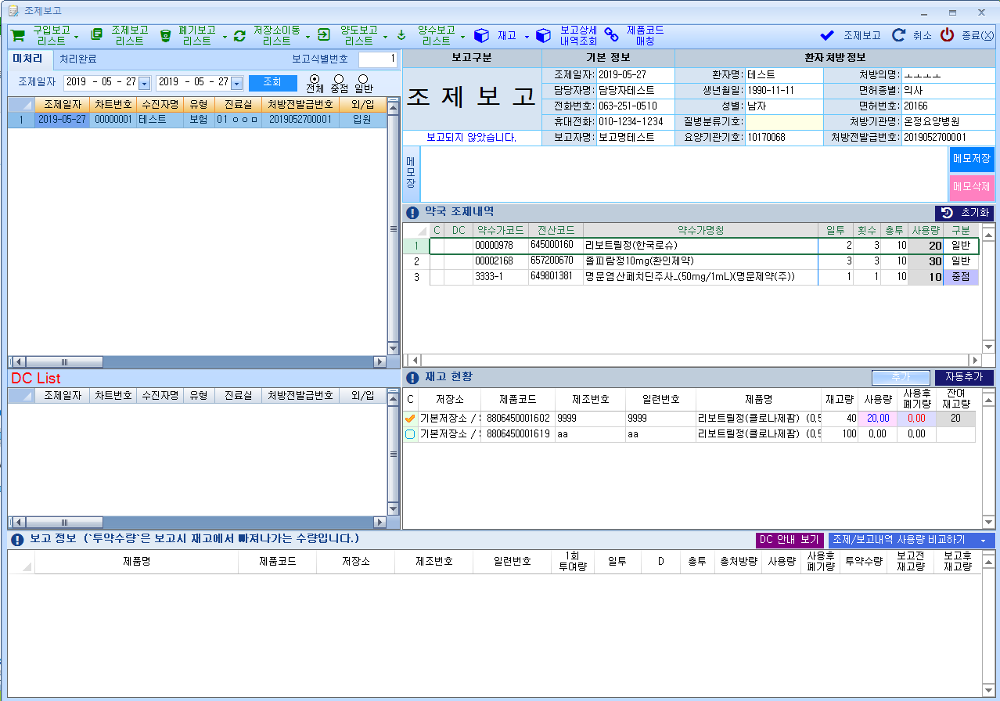 조제보고
구입보고 리스트
조제보고 리스트
폐기보고 리스트
저장소이동 리스트
양도보고 리스트
양수보고 리스트
재고
보고상세 내역조회
제품코드 매칭
조제보고
취소
종료(X)
미처리 처리완료 보고식별번호 1
조제일자 2019 - 05 - 27 2019 - 05 - 27 조회 전체 중점 일반
조제일자 차트번호 수진자명 유형 진료실 처방전발급번호 외/입
1 2019-05-27 00000001 테스트 보험 01 ㅇㅇㅁ 2019052700001 입원
DC List
조제일자 차트번호 수진자명 유형 진료실 처방전발급번호 외/입
보고구분 기본 정보 환자 처방 정보
조 제 보 고
보고되지 않았습니다.
조제일자: 2019-05-27 환자명: 테스트 처방의명: ㅗㅗㅗㅗ
담당자명: 담당자테스트 생년월일: 1990-11-11 면허종별: 의사
전화번호: 063-251-0510 성별: 남자 면허번호: 20166
휴대전화: 010-1234-1234 질병분류기호: 처방기관명: 온정요양병원
보고자명: 보고명테스트 요양기관기호: 10170068 처방전발급번호: 2019052700001
메모장
메모저장
메모삭제
약국 조제내역 초기화
C DC 약수가코드 전산코드 약수가명칭 일투 횟수 총투 사용량 구분
1 00000978 645000160 리보트릴정(한국로슈) 2 3 10 20 일반
2 00002168 657200670 졸피람정10mg(환인제약) 3 3 10 30 일반
3 3333-1 649801381 명문염산페치딘주사_(50mg/1mL)(명문제약(주)) 1 1 10 10 중점
재고 현황 추가 자동추가
C 저장소 제품코드 제조번호 일련번호 제품명 재고량 사용량 사용후 폐기량 잔여 재고량
기본저장소 / 8806450001602 9999 9999 리보트릴정(클로나제팜) (0.5 40 20.00 0.00 20
기본저장소 / 8806450001619 aa aa 리보트릴정(클로나제팜) (0.5 100 0.00 0.00
보고 정보 (`투약수량`은 보고시 재고에서 빠져나가는 수량입니다.) DC 안내 보기 조제/보고내역 사용량 비교하기
제품명 제품코드 저장소 제조번호 일련번호 1회 투여량 일투 D 총투 총처방량 사용량 사용후 폐기량 투약수량 보고전 재고량 보고후 재고량